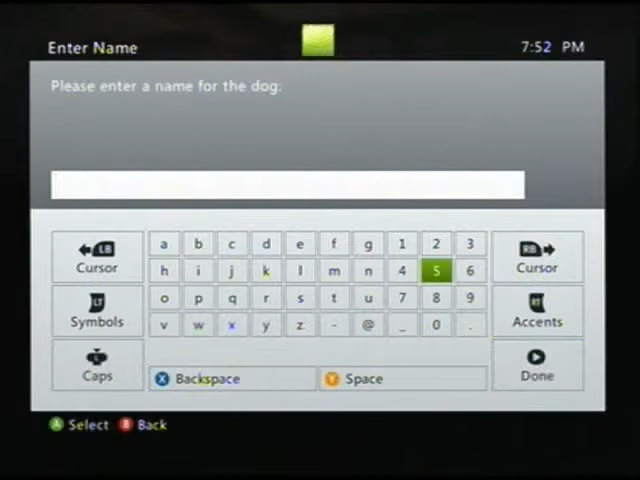 Enter Name
7:52 PM
Please enter a name for the dog:
LB
Cursor
a b c d e f g 1 2 3
RB
Cursor
h i j k l m n 4 5 6
LT
Symbols
o p q r s t u 7 8 9
RT
Accents
v w x y z - @ _ 0 .
L
Caps
X Backspace
Y Space
Done
A Select B Back